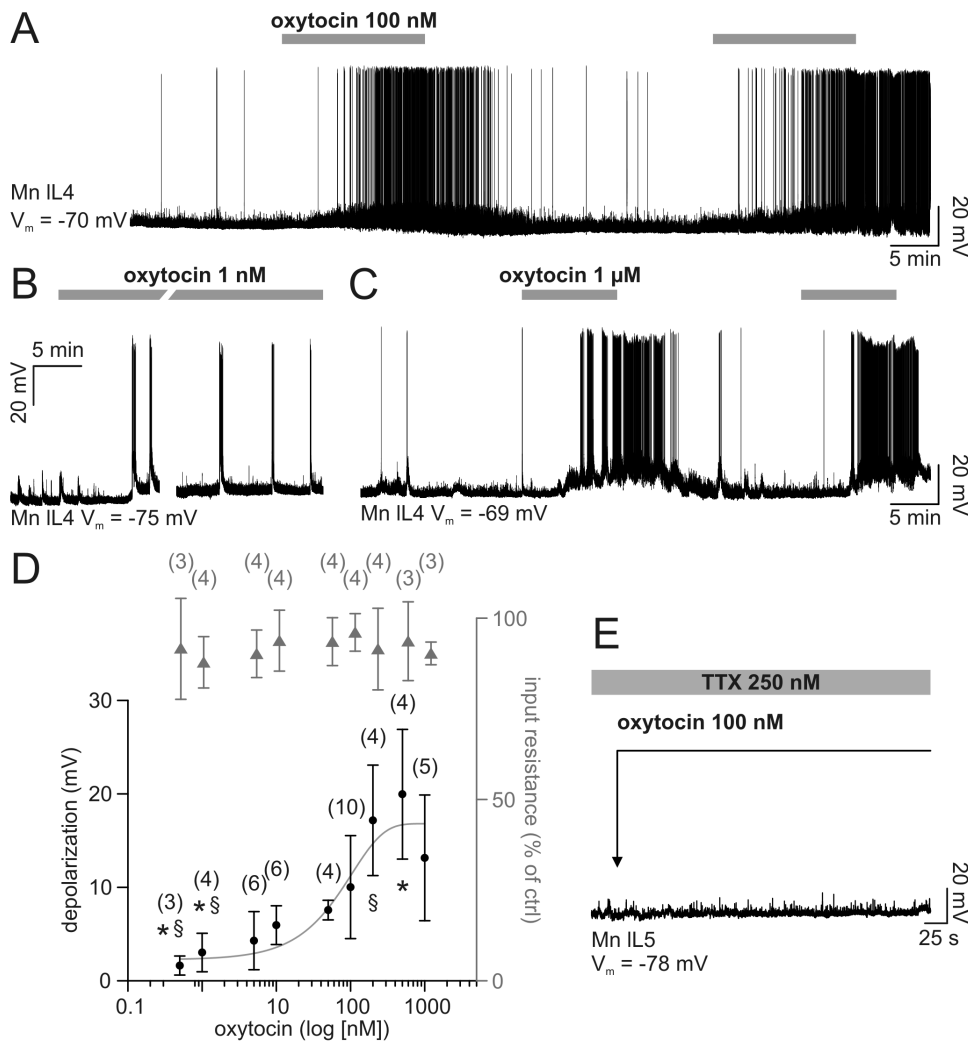 A
oxytocin 100 nM
Mn IL4
Vm = -70 mV
20 mV
5 min
B
oxytocin 1 nM
5 min
20 mV
Mn IL4 Vm = -75 mV
C
oxytocin 1 µM
Mn IL4 Vm = -69 mV
20 mV
5 min
D
(3) (4) (4) (4) (4) (4) (4) (3) (3)
100
50
0
input resistance (% of ctrl)
30
20
10
0
depolarization (mV)
(3) (4) (6) (6) (4) (10) (4) (4) (5)
* § * § § *
0.1 10 100 1000
oxytocin (log [nM])
E
TTX 250 nM
oxytocin 100 nM
Mn IL5
Vm = -78 mV
20 mV
25 s